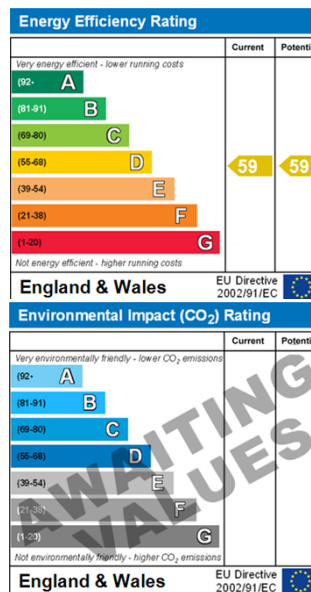 Energy Efficiency Rating
Current Potenti
Very energy efficient - lower running costs
(92- A
(81-91) B
(69-80) C
(55-68) D 59 59
(39-54) E
(21-38) F
(1-20) G
Not energy efficient - higher running costs
England & Wales
EU Directive
2002/91/EC
Environmental Impact (CO₂) Rating
Current Potenti
Very environmentally friendly - lower CO₂ emissions
(92- A
(81-91) B
(69-80) C
(55-68) D
(39-54) E
(21-38) F
(1-20) G
AWAITING
VALUES
Not environmentally friendly - higher CO₂ emissions
England & Wales
EU Directive
2002/91/EC